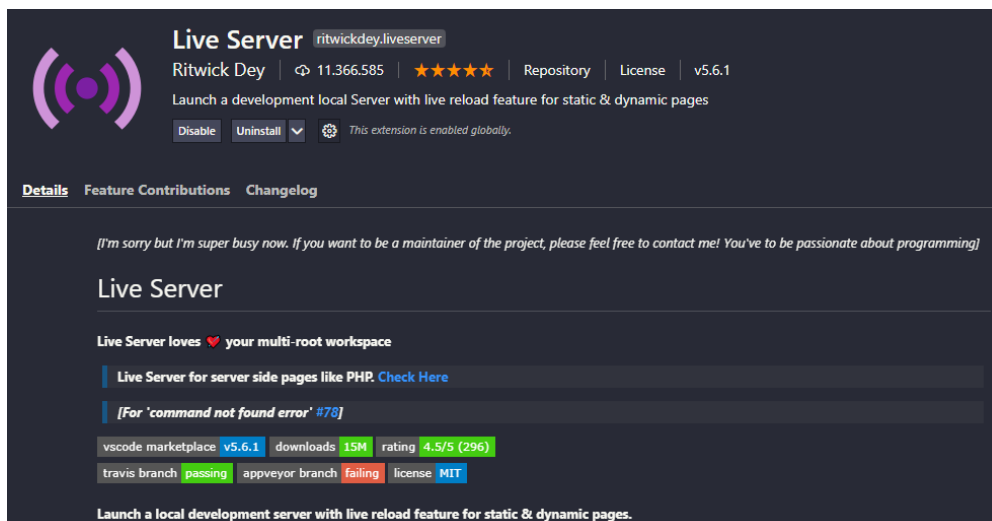 Live Server ritwickdey.liveserver
Ritwick Dey 11.366.585 Repository License v5.6.1
Launch a development local Server with live reload feature for static & dynamic pages
Disable Uninstall This extension is enabled globally.
Details Feature Contributions Changelog
[I'm sorry but I'm super busy now. If you want to be a maintainer of the project, please feel free to contact me! You've to be passionate about programming]
Live Server
Live Server loves ❤ your multi-root workspace
Live Server for server side pages like PHP. Check Here
[For 'command not found error' #78]
vscode marketplace v5.6.1 downloads 15M rating 4.5/5 (296)
travis branch passing appveyor branch failing license MIT
Launch a local development server with live reload feature for static & dynamic pages.